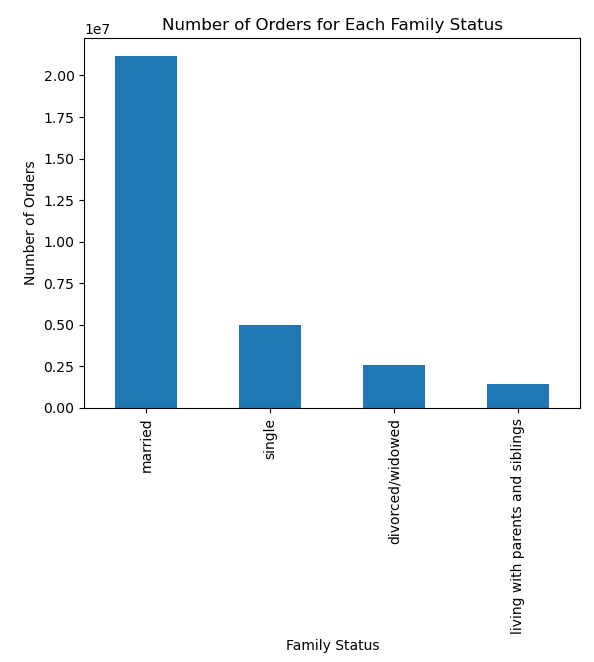 Number of Orders for Each Family Status
1e7
2.00
1.75
1.50
1.25
1.00
0.75
0.50
0.25
0.00
Number of Orders
married
single
divorced/widowed
living with parents and siblings
Family Status